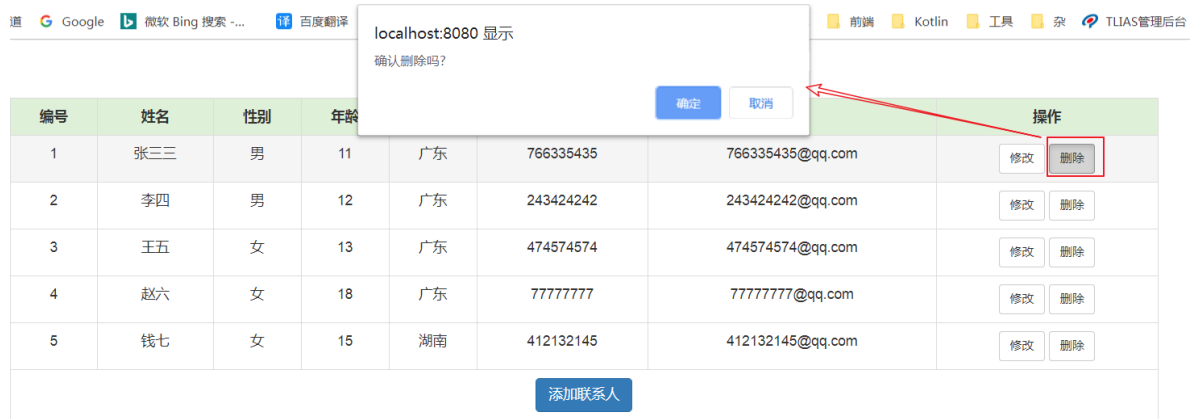 道 Google 微软 Bing 搜索 -... 译 百度翻译 前端 Kotlin 工具 杂 TLIAS管理后台
localhost:8080 显示
确认删除吗?
确定 取消
编号 姓名 性别 年龄 操作
1 张三三 男 11 广东 766335435 766335435@qq.com 修改 删除
2 李四 男 12 广东 243424242 243424242@qq.com 修改 删除
3 王五 女 13 广东 474574574 474574574@qq.com 修改 删除
4 赵六 女 18 广东 77777777 77777777@qq.com 修改 删除
5 钱七 女 15 湖南 412132145 412132145@qq.com 修改 删除
添加联系人